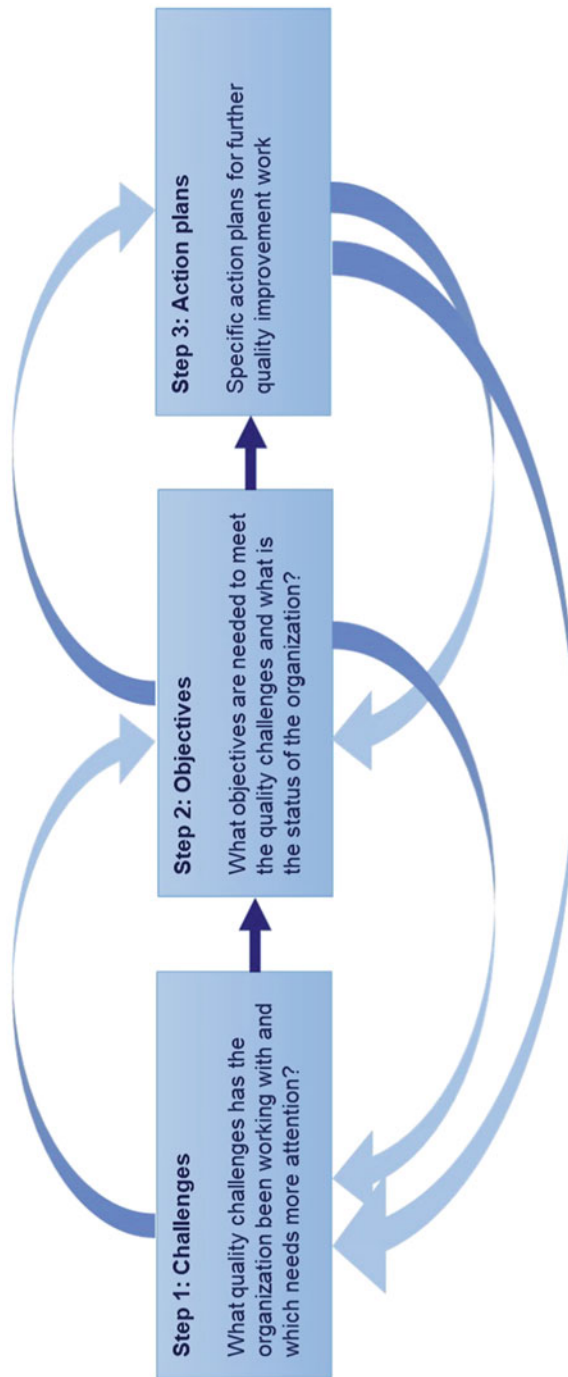 Step 1: Challenges
What quality challenges has the
organization been working with and
which needs more attention?
Step 2: Objectives
What objectives are needed to meet
the quality challenges and what is
the status of the organization?
Step 3: Action plans
Specific action plans for further
quality improvement work